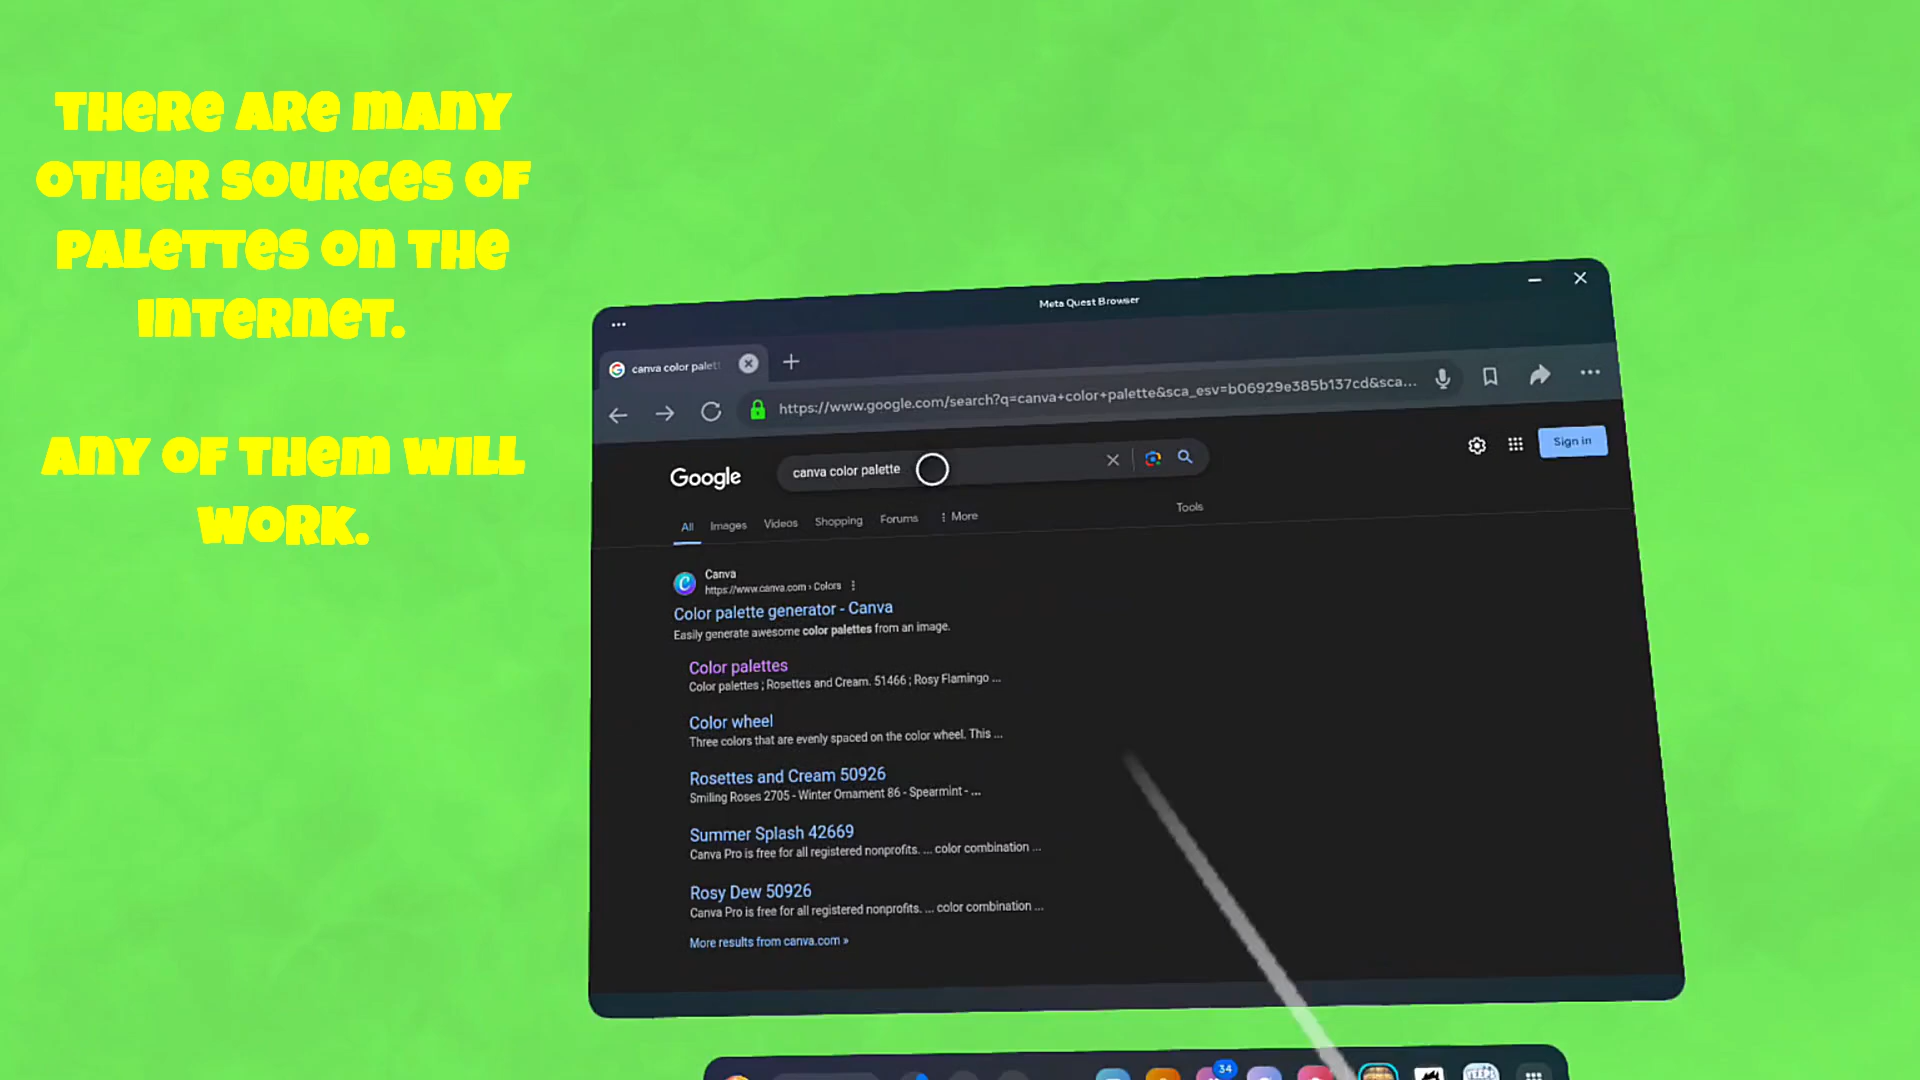 There are many
other sources of
palettes on the
internet.
Any of them will
work.
Meta Quest Browser
canva color palett
https://www.google.com/search?q=canva+color+palette&sca_esv=b06929e385b137cd&sca...
Google
canva color palette
Sign in
All Images Videos Shopping Forums More Tools
Canva
https://www.canva.com › Colors
Color palette generator - Canva
Easily generate awesome color palettes from an image.
Color palettes
Color palettes ; Rosettes and Cream. 51466 ; Rosy Flamingo ...
Color wheel
Three colors that are evenly spaced on the color wheel. This ...
Rosettes and Cream 50926
Smiling Roses 2705 - Winter Ornament 86 - Spearmint - ...
Summer Splash 42669
Canva Pro is free for all registered nonprofits. ... color combination ...
Rosy Dew 50926
Canva Pro is free for all registered nonprofits. ... color combination ...
More results from canva.com »
34